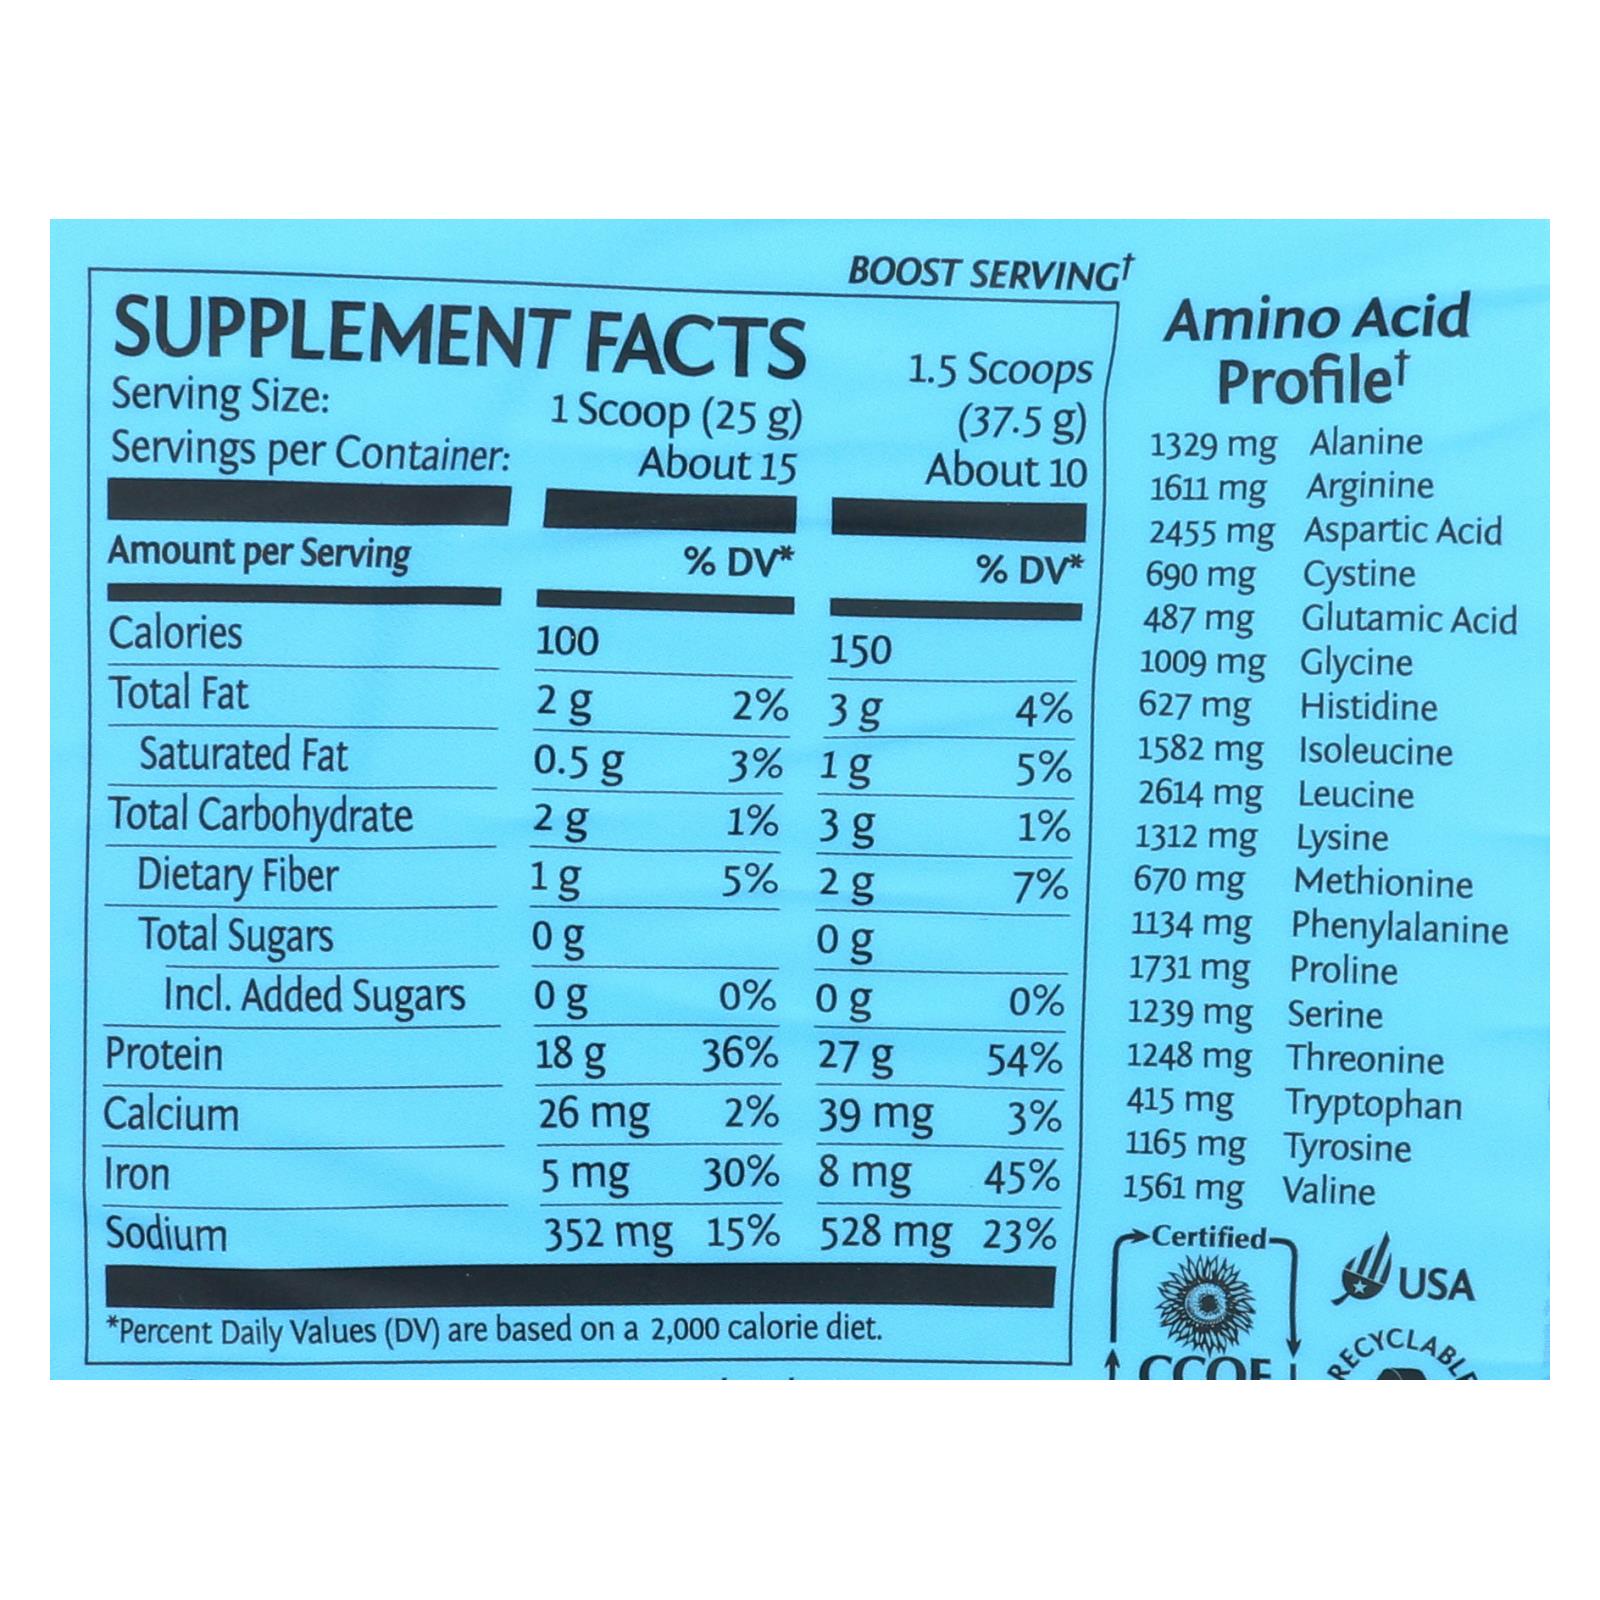 BOOST SERVING†
SUPPLEMENT FACTS
Serving Size: 1 Scoop (25 g) 1.5 Scoops (37.5 g)
Servings per Container: About 15 About 10
Amount per Serving % DV* % DV*
Calories 100 150
Total Fat 2 g 2% 3 g 4%
Saturated Fat 0.5 g 3% 1 g 5%
Total Carbohydrate 2 g 1% 3 g 1%
Dietary Fiber 1 g 5% 2 g 7%
Total Sugars 0 g 0 g
Incl. Added Sugars 0 g 0% 0 g 0%
Protein 18 g 36% 27 g 54%
Calcium 26 mg 2% 39 mg 3%
Iron 5 mg 30% 8 mg 45%
Sodium 352 mg 15% 528 mg 23%
*Percent Daily Values (DV) are based on a 2,000 calorie diet.
Amino Acid
Profile†
1329 mg Alanine
1611 mg Arginine
2455 mg Aspartic Acid
690 mg Cystine
487 mg Glutamic Acid
1009 mg Glycine
627 mg Histidine
1582 mg Isoleucine
2614 mg Leucine
1312 mg Lysine
670 mg Methionine
1134 mg Phenylalanine
1731 mg Proline
1239 mg Serine
1248 mg Threonine
415 mg Tryptophan
1165 mg Tyrosine
1561 mg Valine
Certified
CCOF
USA
RECYCLABLE